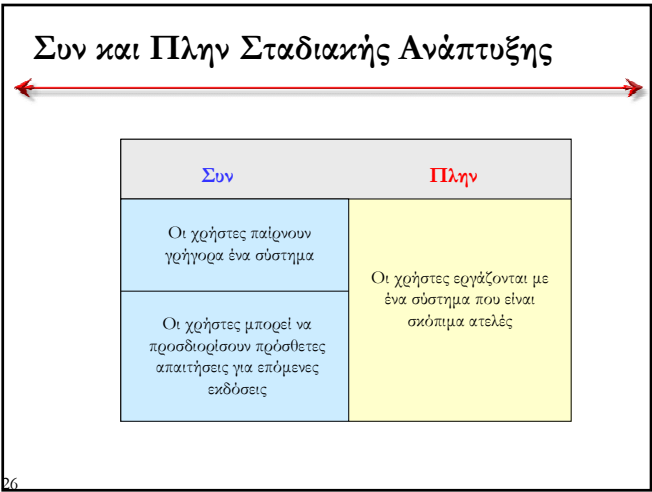 Συν και Πλην Σταδιακής Ανάπτυξης
Συν
Πλην
Οι χρήστες παίρνουν
γρήγορα ένα σύστημα
Οι χρήστες μπορεί να
προσδιορίσουν πρόσθετες
απαιτήσεις για επόμενες
εκδόσεις
Οι χρήστες εργάζονται με
ένα σύστημα που είναι
σκόπιμα ατελές
26